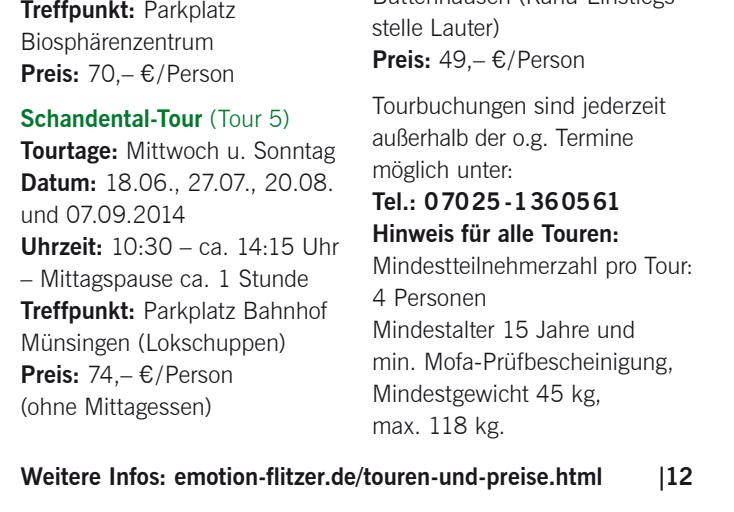 Treffpunkt: Parkplatz
Biosphärenzentrum
Preis: 70,– €/Person
Schandental-Tour (Tour 5)
Tourtage: Mittwoch u. Sonntag
Datum: 18.06., 27.07., 20.08.
und 07.09.2014
Uhrzeit: 10:30 – ca. 14:15 Uhr
– Mittagspause ca. 1 Stunde
Treffpunkt: Parkplatz Bahnhof
Münsingen (Lokschuppen)
Preis: 74,– €/Person
(ohne Mittagessen)
Buttenhausen (Kanu-Einstiegs-
stelle Lauter)
Preis: 49,– €/Person
Tourbuchungen sind jederzeit
außerhalb der o.g. Termine
möglich unter:
Tel.: 07025-1360561
Hinweis für alle Touren:
Mindestteilnehmerzahl pro Tour:
4 Personen
Mindestalter 15 Jahre und
min. Mofa-Prüfbescheinigung,
Mindestgewicht 45 kg,
max. 118 kg.
Weitere Infos: emotion-flitzer.de/touren-und-preise.html |12